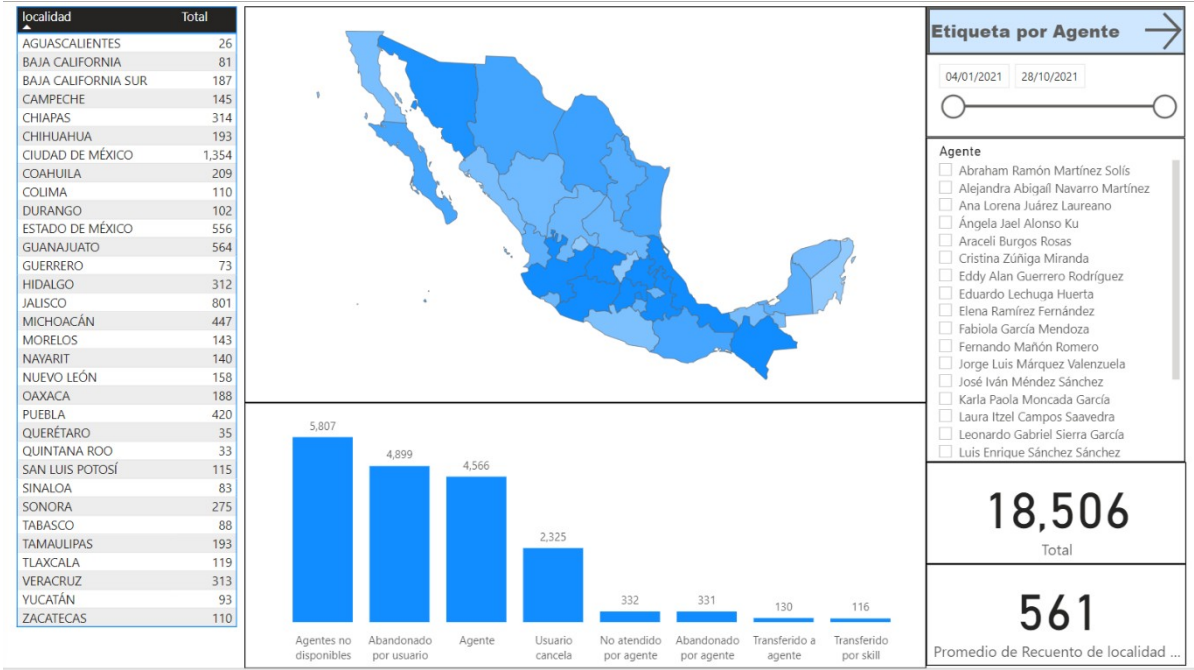 localidad Total
AGUASCALIENTES 26
BAJA CALIFORNIA 81
BAJA CALIFORNIA SUR 187
CAMPECHE 145
CHIAPAS 314
CHIHUAHUA 193
CIUDAD DE MÉXICO 1,354
COAHUILA 209
COLIMA 110
DURANGO 102
ESTADO DE MÉXICO 556
GUANAJUATO 564
GUERRERO 73
HIDALGO 312
JALISCO 801
MICHOACÁN 447
MORELOS 143
NAYARIT 140
NUEVO LEÓN 158
OAXACA 188
PUEBLA 420
QUERÉTARO 35
QUINTANA ROO 33
SAN LUIS POTOSÍ 115
SINALOA 83
SONORA 275
TABASCO 88
TAMAULIPAS 193
TLAXCALA 119
VERACRUZ 313
YUCATÁN 93
ZACATECAS 110
5,807
4,899
4,566
2,325
332
331
130
116
Agentes no
disponibles
Abandonado
por usuario
Agente
Usuario
cancela
No atendido
por agente
Abandonado
por agente
Transferido a
agente
Transferido
por skill
Etiqueta por Agente
04/01/2021 28/10/2021
Agente
Abraham Ramón Martínez Solís
Alejandra Abigaíl Navarro Martínez
Ana Lorena Juárez Laureano
Ángela Jael Alonso Ku
Araceli Burgos Rosas
Cristina Zúñiga Miranda
Eddy Alan Guerrero Rodríguez
Eduardo Lechuga Huerta
Elena Ramírez Fernández
Fabiola García Mendoza
Fernando Mañón Romero
Jorge Luis Márquez Valenzuela
José Iván Méndez Sánchez
Karla Paola Moncada García
Laura Itzel Campos Saavedra
Leonardo Gabriel Sierra García
Luis Enrique Sánchez Sánchez
18,506
Total
561
Promedio de Recuento de localidad ...